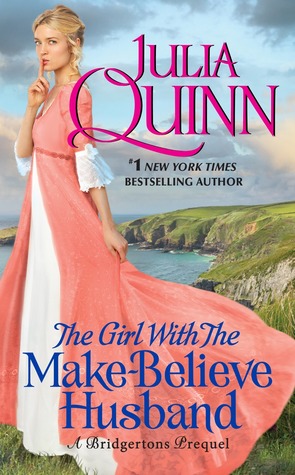 JULIA
QUINN
#1 NEW YORK TIMES
BESTSELLING AUTHOR
The Girl With The
Make-Believe
Husband
A Bridgertons Prequel